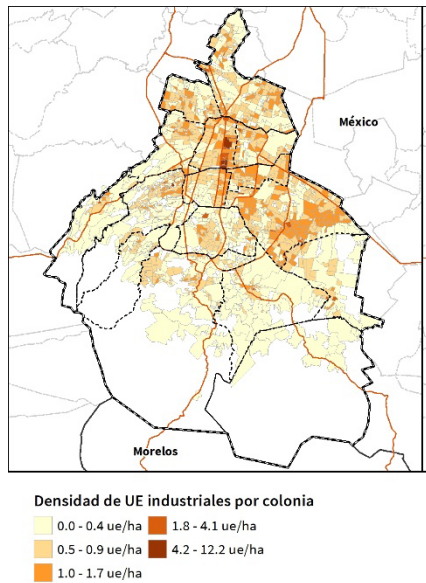 México
Morelos
Densidad de UE industriales por colonia
0.0 - 0.4 ue/ha
1.8 - 4.1 ue/ha
0.5 - 0.9 ue/ha
4.2 - 12.2 ue/ha
1.0 - 1.7 ue/ha